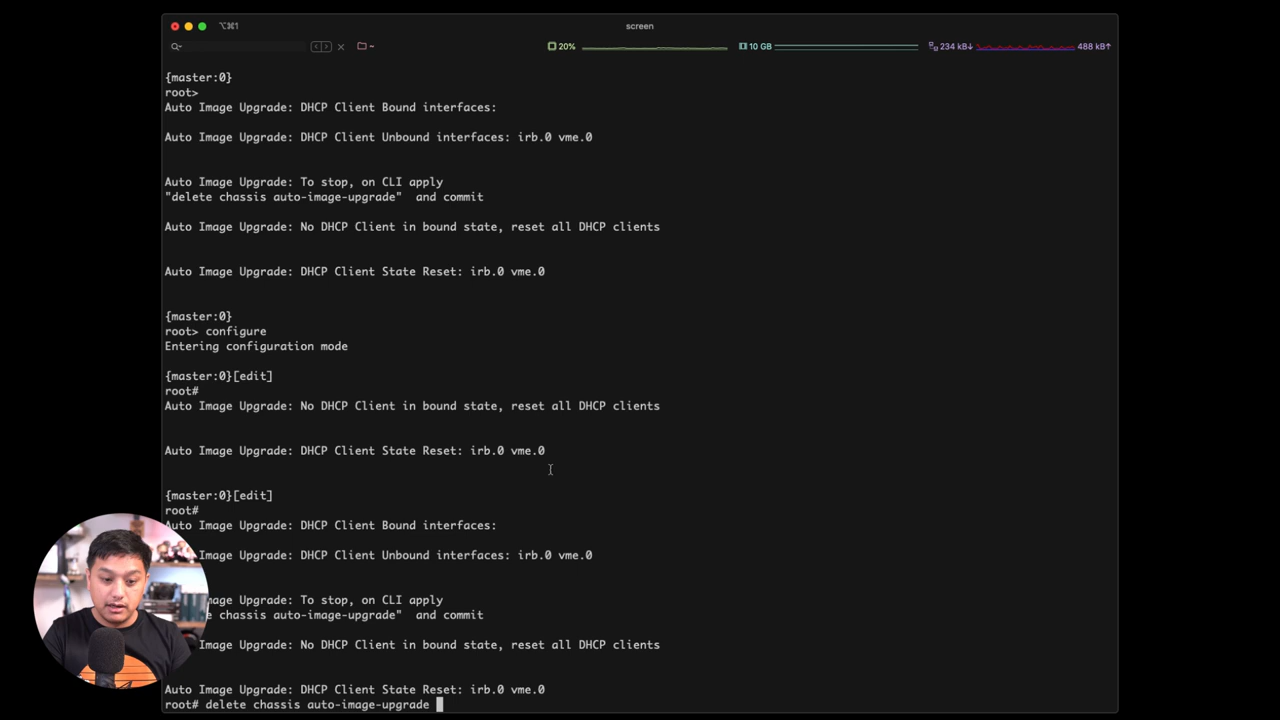 ⌥⌘1
screen
20%
10 GB
234 kB↓
488 kB↑
~
{master:0}
root>
Auto Image Upgrade: DHCP Client Bound interfaces:
Auto Image Upgrade: DHCP Client Unbound interfaces: irb.0 vme.0
Auto Image Upgrade: To stop, on CLI apply
"delete chassis auto-image-upgrade"  and commit
Auto Image Upgrade: No DHCP Client in bound state, reset all DHCP clients
Auto Image Upgrade: DHCP Client State Reset: irb.0 vme.0
{master:0}
root> configure
Entering configuration mode
{master:0}[edit]
root#
Auto Image Upgrade: No DHCP Client in bound state, reset all DHCP clients
Auto Image Upgrade: DHCP Client State Reset: irb.0 vme.0
{master:0}[edit]
root#
Auto Image Upgrade: DHCP Client Bound interfaces:
Image Upgrade: DHCP Client Unbound interfaces: irb.0 vme.0
mage Upgrade: To stop, on CLI apply
e chassis auto-image-upgrade"  and commit
Image Upgrade: No DHCP Client in bound state, reset all DHCP clients
Auto Image Upgrade: DHCP Client State Reset: irb.0 vme.0
root# delete chassis auto-image-upgrade